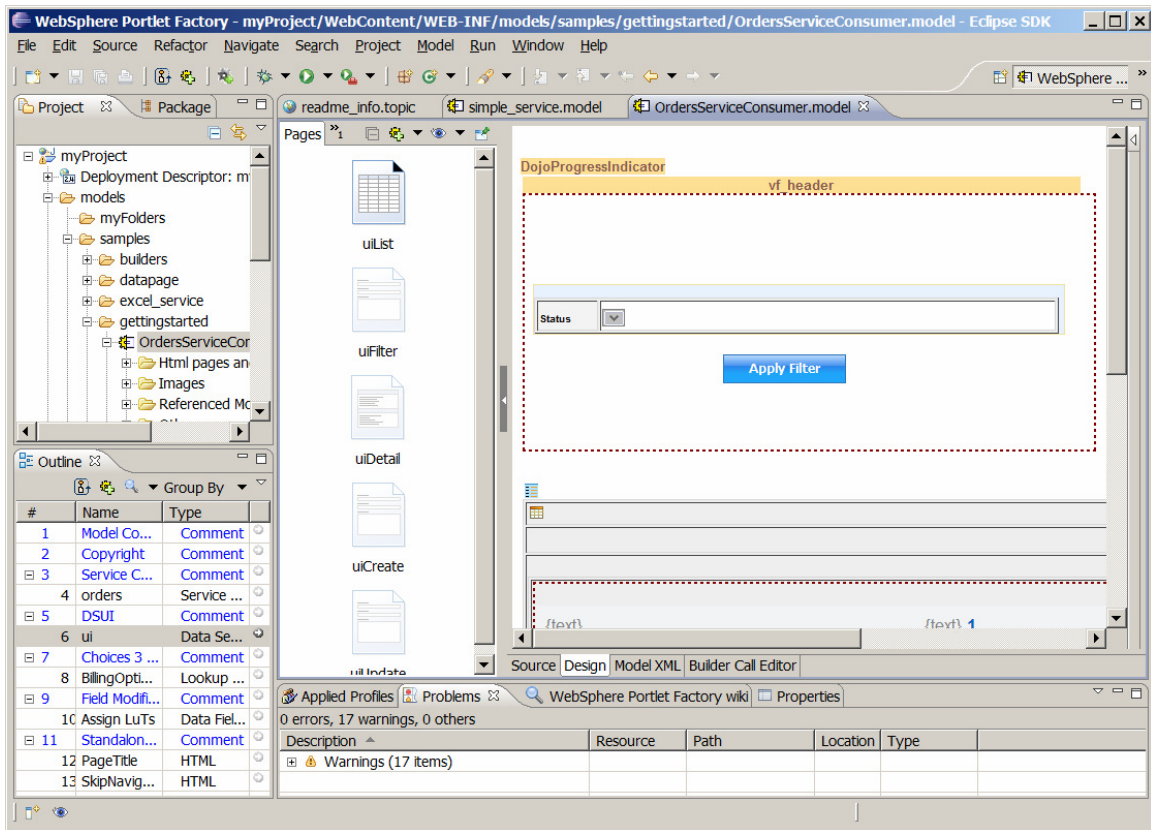 WebSphere Portlet Factory - myProject/WebContent/WEB-INF/models/samples/gettingstarted/OrdersServiceConsumer.model - Eclipse SDK
File Edit Source Refactor Navigate Search Project Model Run Window Help
WebSphere ... »
Project Package
readme_info.topic simple_service.model OrdersServiceConsumer.model
Pages »1
myProject
Deployment Descriptor: m
models
myFolders
samples
builders
datapage
excel_service
gettingstarted
OrdersServiceCor
Html pages an
Images
Referenced Mo
uiList
uiFilter
uiDetail
uiCreate
uiUpdate
DojoProgressIndicator
vf_header
Status
Apply Filter
{text} {text} 1
Source Design Model XML Builder Call Editor
Outline
Group By
# Name Type
1 Model Co... Comment
2 Copyright Comment
3 Service C... Comment
4 orders Service ...
5 DSUI Comment
6 ui Data Se...
7 Choices 3 ... Comment
8 BillingOpti... Lookup ...
9 Field Modifi... Comment
10 Assign LuTs Data Fiel...
11 Standalon... Comment
12 PageTitle HTML
13 SkipNavig... HTML
Applied Profiles Problems WebSphere Portlet Factory wiki Properties
0 errors, 17 warnings, 0 others
Description Resource Path Location Type
Warnings (17 items)